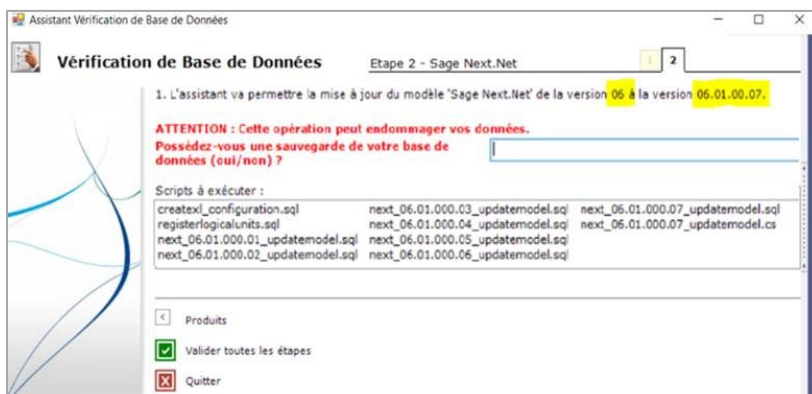 Assistant Vérification de Base de Données
Vérification de Base de Données
Etape 2 - Sage Next.Net
1
2
1. L'assistant va permettre la mise à jour du modèle 'Sage Next.Net' de la version 06 à la version 06.01.00.07.
ATTENTION : Cette opération peut endommager vos données.
Possédez-vous une sauvegarde de votre base de
données (oui/non) ?
Scripts à exécuter :
createxl_configuration.sql next_06.01.000.03_updatemodel.sql next_06.01.000.07_updatemodel.sql
registerlogicalunits.sql next_06.01.000.04_updatemodel.sql next_06.01.000.07_updatemodel.cs
next_06.01.000.01_updatemodel.sql next_06.01.000.05_updatemodel.sql
next_06.01.000.02_updatemodel.sql next_06.01.000.06_updatemodel.sql
Produits
Valider toutes les étapes
Quitter